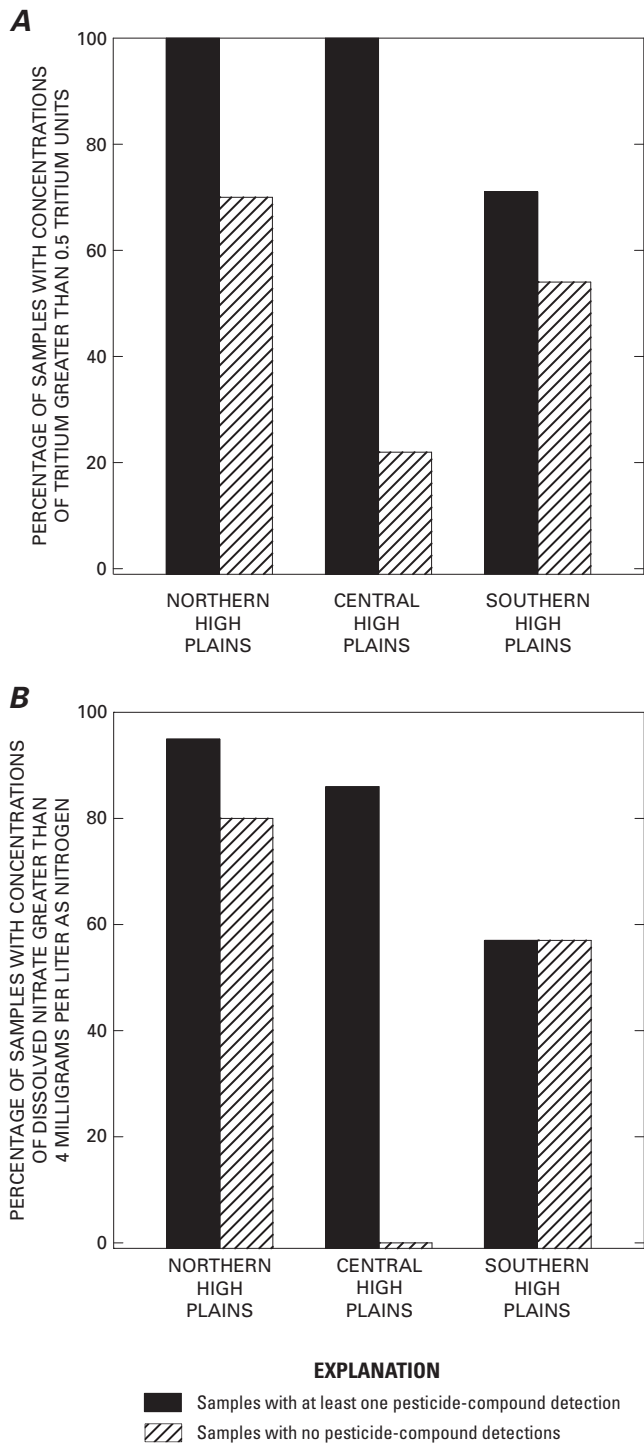 A
PERCENTAGE OF SAMPLES WITH CONCENTRATIONS
OF TRITIUM GREATER THAN 0.5 TRITIUM UNITS
100
80
60
40
20
0
NORTHERN
HIGH
PLAINS
CENTRAL
HIGH
PLAINS
SOUTHERN
HIGH
PLAINS
B
PERCENTAGE OF SAMPLES WITH CONCENTRATIONS
OF DISSOLVED NITRATE GREATER THAN
4 MILLIGRAMS PER LITER AS NITROGEN
100
80
60
40
20
0
NORTHERN
HIGH
PLAINS
CENTRAL
HIGH
PLAINS
SOUTHERN
HIGH
PLAINS
EXPLANATION
Samples with at least one pesticide-compound detection
Samples with no pesticide-compound detections